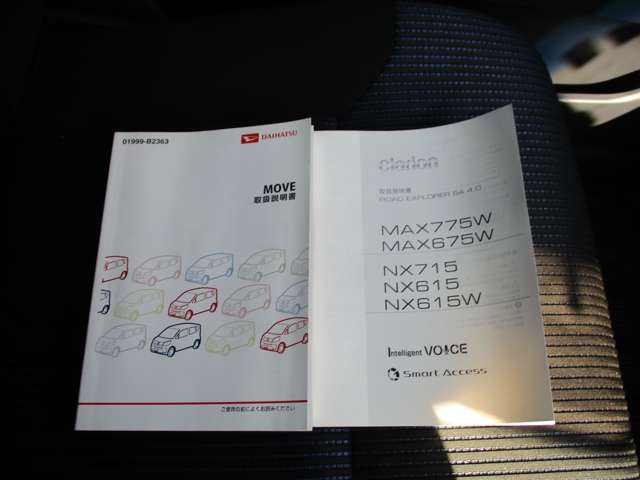 01999-B2363
DAIHATSU
MOVE
取扱説明書
ご使用の前によくお読みください
clarion
取扱説明書
ROAD EXPLORER SA 4.0
MAX775W
MAX675W
NX715
NX615
NX615W
Intelligent VOICE
Smart Access